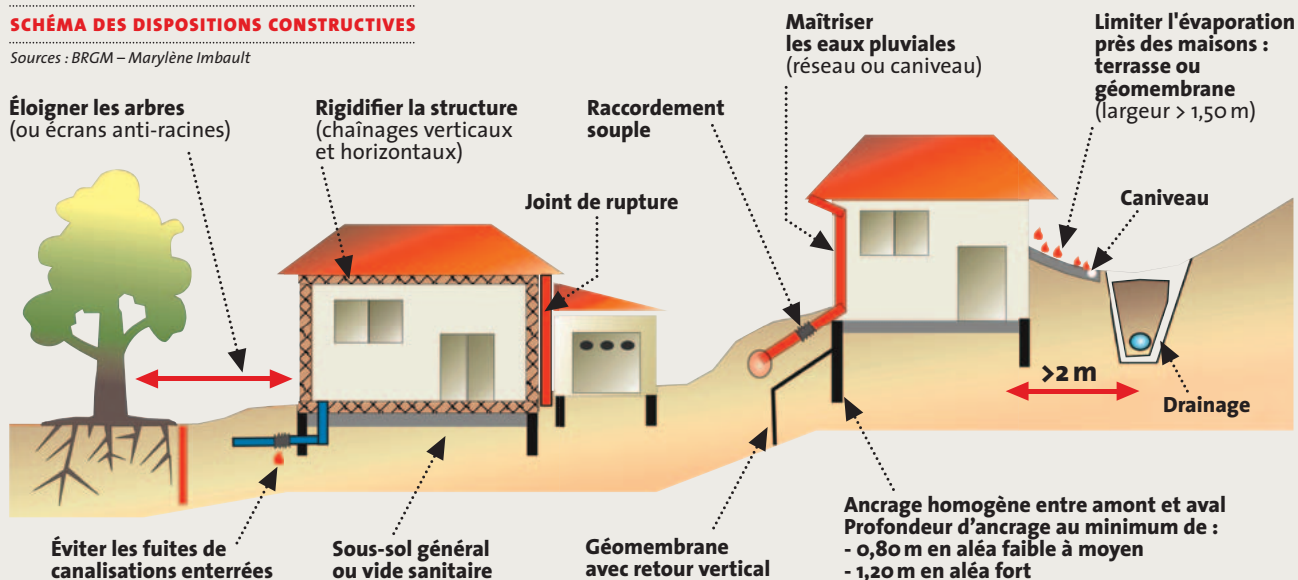 SCHÉMA DES DISPOSITIONS CONSTRUCTIVES
Sources : BRGM – Marylène Imbault
Éloigner les arbres
(ou écrans anti-racines)
Rigidifier la structure
(chaînages verticaux
et horizontaux)
Joint de rupture
Raccordement
souple
Maîtriser
les eaux pluviales
(réseau ou caniveau)
Limiter l'évaporation
près des maisons :
terrasse ou
géomembrane
(largeur > 1,50 m)
Caniveau
>2 m
Drainage
Éviter les fuites de
canalisations enterrées
Sous-sol général
ou vide sanitaire
Géomembrane
avec retour vertical
Ancrage homogène entre amont et aval
Profondeur d'ancrage au minimum de :
- 0,80 m en aléa faible à moyen
- 1,20 m en aléa fort